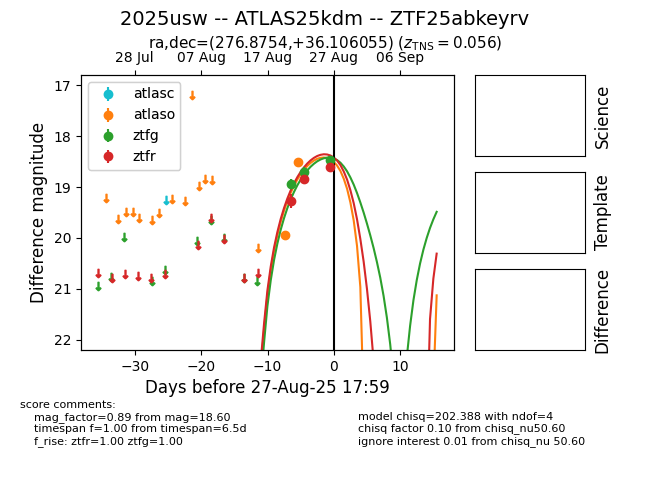 2025usw -- ATLAS25kdm -- ZTF25abkeyrv
ra,dec=(276.8754,+36.106055) (zTNS = 0.056)
28 Jul 07 Aug 17 Aug 27 Aug 06 Sep
atlasc
atlaso
ztfg
ztfr
17
18
19
20
21
22
Difference magnitude
−30 −20 −10 0 10
Days before 27-Aug-25 17:59
Science
Template
Difference
score comments:
mag_factor=0.89 from mag=18.60
timespan f=1.00 from timespan=6.5d
f_rise: ztfr=1.00 ztfg=1.00
model chisq=202.388 with ndof=4
chisq factor 0.10 from chisq_nu50.60
ignore interest 0.01 from chisq_nu 50.60